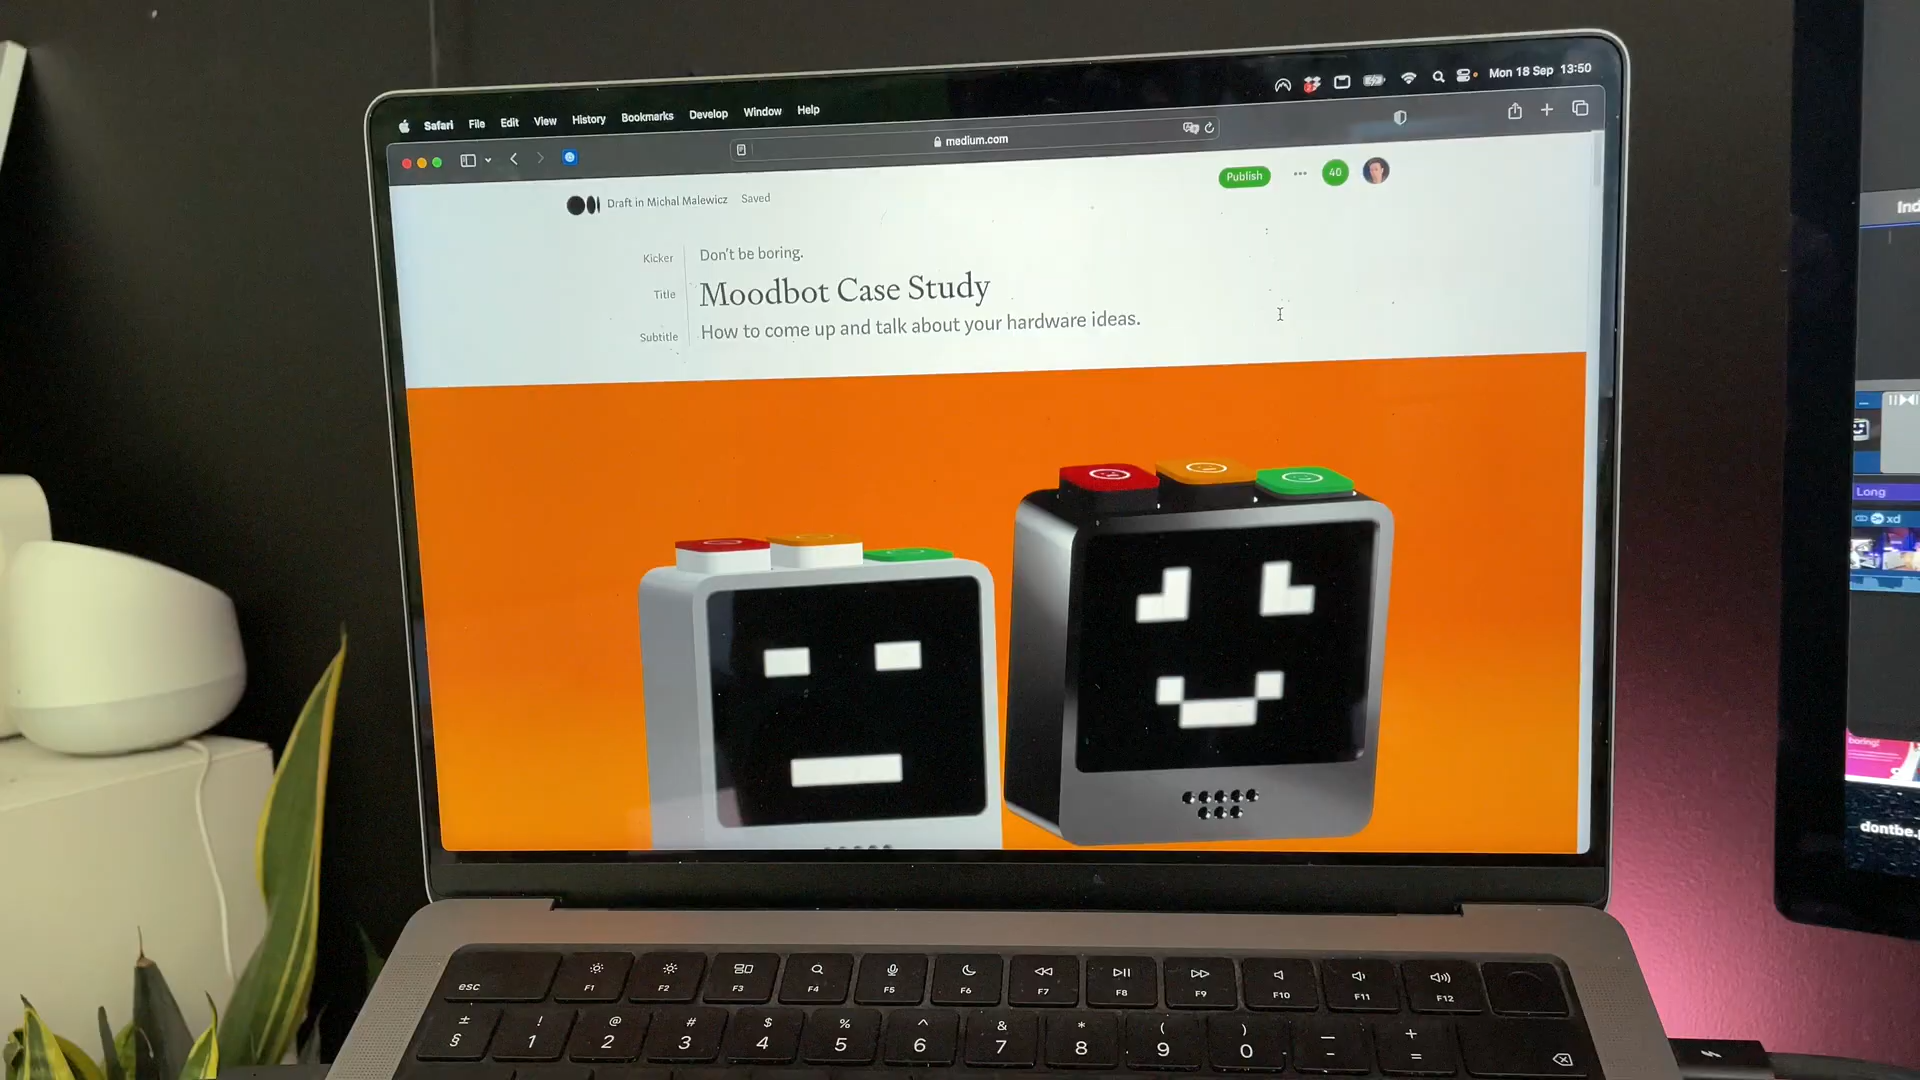 Safari File Edit View History Bookmarks Develop Window Help
Mon 18 Sep 13:50
medium.com
Draft in Michal Malewicz Saved
Publish
40
Kicker Don't be boring.
Title Moodbot Case Study
Subtitle How to come up and talk about your hardware ideas.
Long
xd
boring!
esc F1 F2 F3 F4 F5 F6 F7 F8 F9 F10 F11 F12
± ! @ # $ % ^ & * ( ) _ +
§ 1 2 3 4 5 6 7 8 9 0 - =